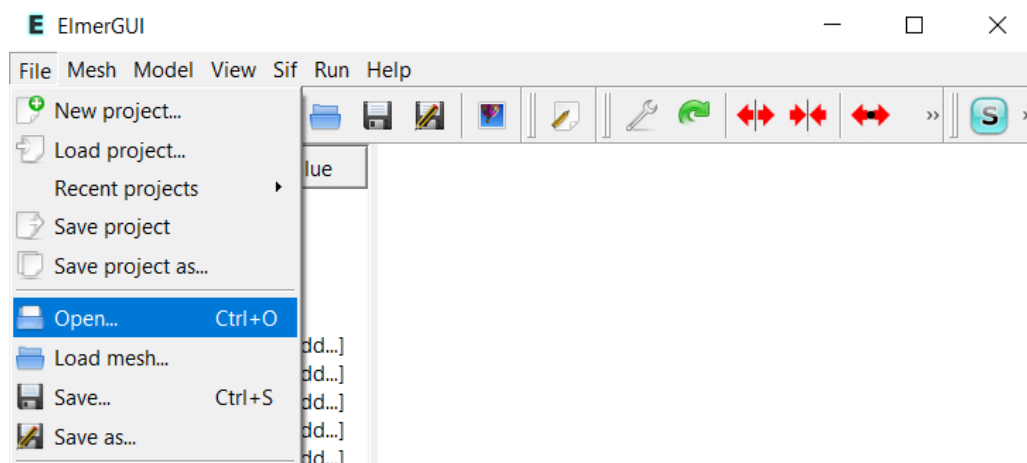 E ElmerGUI
File Mesh Model View Sif Run Help
New project...
Load project...
Recent projects
Save project
Save project as...
Open... Ctrl+O
Load mesh...
Save... Ctrl+S
Save as...
S
lue
dd...]
dd...]
dd...]
dd...]
dd...]